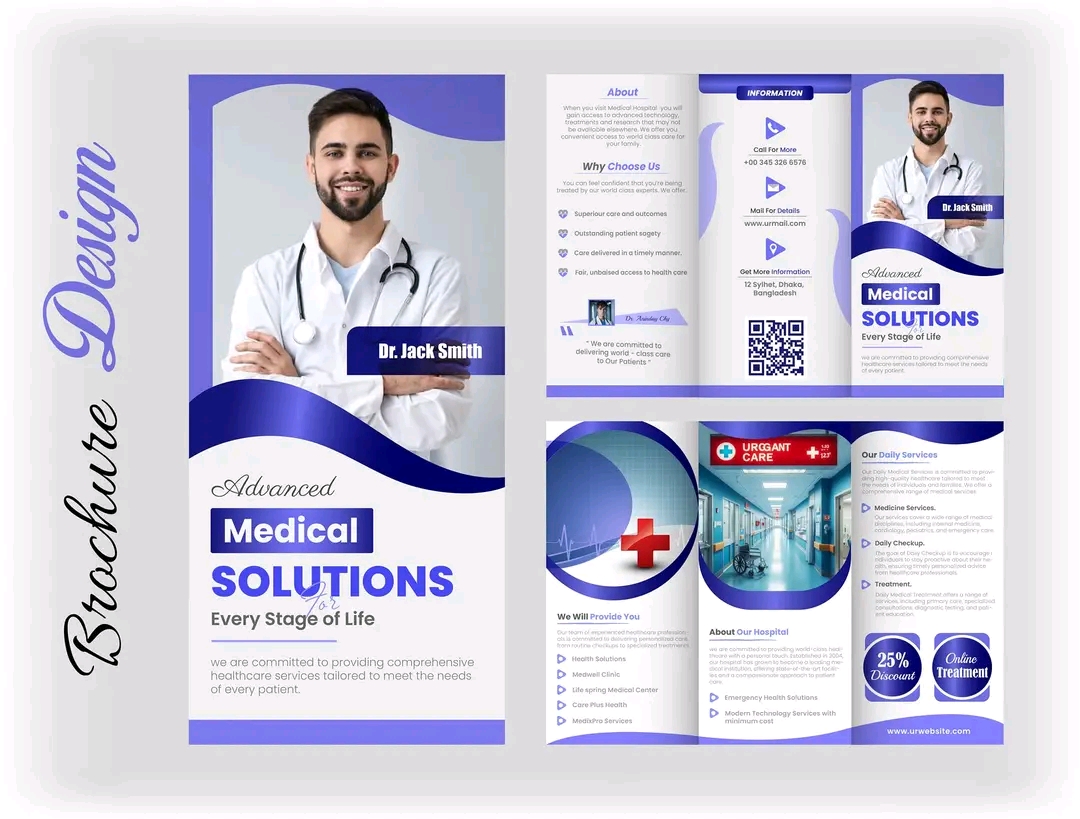 Brochure Design
Dr. Jack Smith
Advanced
Medical
SOLUTIONS
For
Every Stage of Life
we are committed to providing comprehensive
healthcare services tailored to meet the needs
of every patient.
About
When you visit Medical Hospital you will
gain access to advanced technology,
treatments and research that may not
be available elsewhere. We offer you
convenient access to world class care for
your family.
Why Choose Us
You can feel confident that you're being
treated by our world class experts. We offer.
Superiour care and outcomes
Outstanding patient sagety
Care delivered in a timely manner.
Fair, unbaised access to health care
Dr.
" We are committed to
delivering world - class care
to Our Patients "
INFORMATION
Call For More
+00 345 326 6576
Mail For Details
www.urmail.com
Get More Information
12 Sylhet, Dhaka,
Bangladesh
Dr. Jack Smith
Advanced
Medical
SOLUTIONS
For
Every Stage of Life
we are committed to providing comprehensive
healthcare services tailored to meet the needs
of every patient.
We Will Provide You
Our team of experienced healthcare profession
als is committed to delivering personalized care,
from routine checkups to specialized treatments
Health Solutions
Medwell Clinic
Life spring Medical Center
Care Plus Health
MedixPro Services
URGGANT
CARE
About Our Hospital
we are committed to providing world-class heal-
thcare with a personal touch. Established in 2004,
our hospital has grown to become a leading me-
dical institution, offering state-of-the-art facili-
ties and a compassionate approach to patient
care.
Emergency Health Solutions
Modern Technology Services with
minimum cost
Our Daily Services
Our Daily Medical Services is committed to provi-
ding high-quality healthcare tailored to meet
the needs of individuals and families. We offer a
comprehensive range of medical services.
Medicine Services.
Our services cover a wide range of medical
disciplines, including internal medicine,
cardiology, pediatrics, and emergency care.
Daily Checkup.
The goal of Daily Checkup is to encourage i
ndividuals to stay proactive about their he-
alth, ensuring timely personalized advice
from healthcare professionals.
Treatment.
Daily Medical Treatment offers a range of
services, including primary care, specialized
consultations, diagnostic testing, and pati-
ent education.
25%
Discount
Online
Treatment
www.urwebsite.com